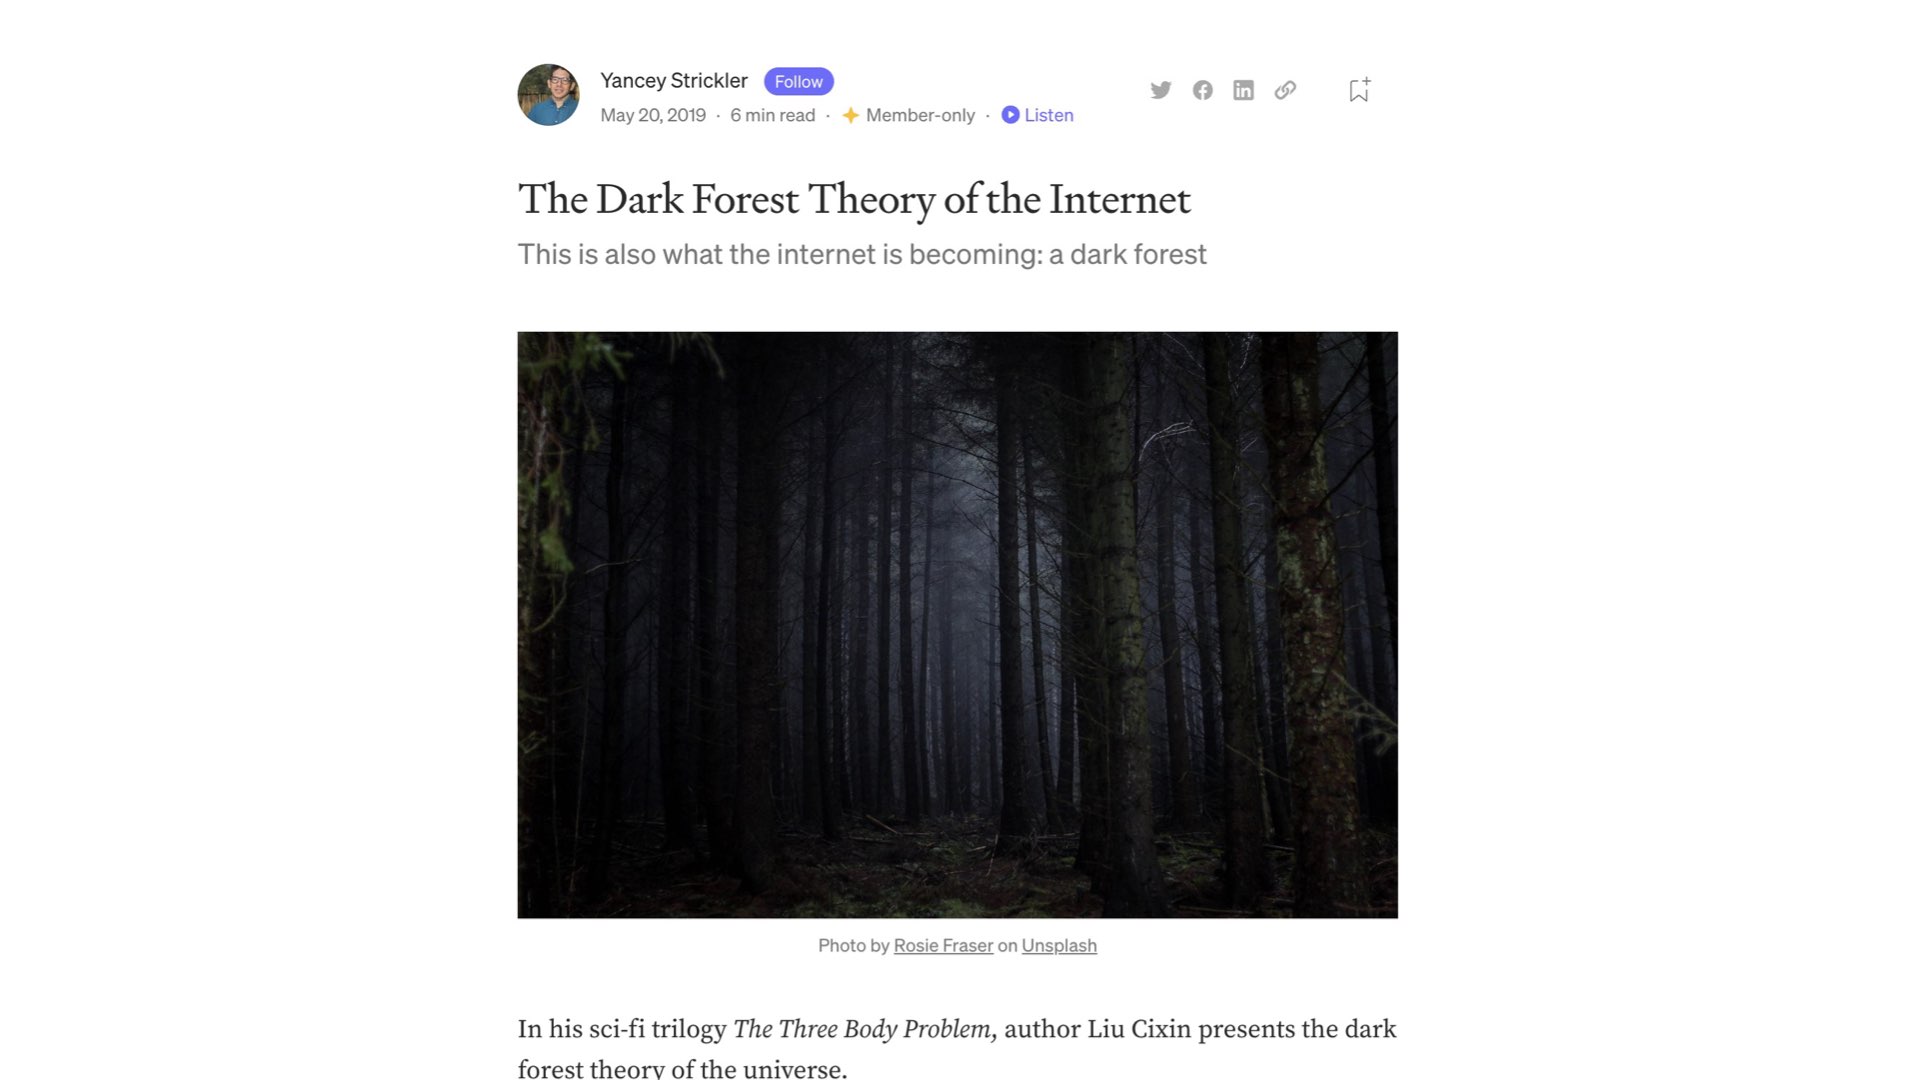 Yancey Strickler Follow
May 20, 2019 · 6 min read · Member-only · Listen
The Dark Forest Theory of the Internet
This is also what the internet is becoming: a dark forest
Photo by Rosie Fraser on Unsplash
In his sci-fi trilogy The Three Body Problem, author Liu Cixin presents the dark
forest theory of the universe.